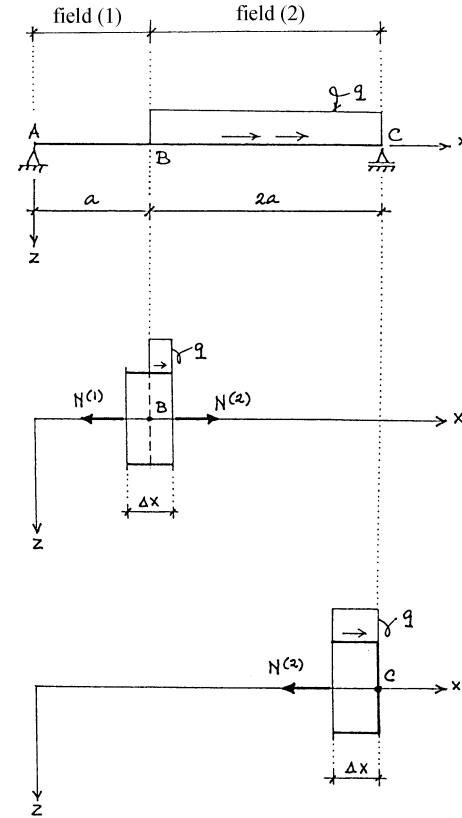 field (1) field (2)
q
A C x
B
a 2a
z
q
N(1) B N(2)
x
Δx
z
q
N(2) C
x
Δx
z